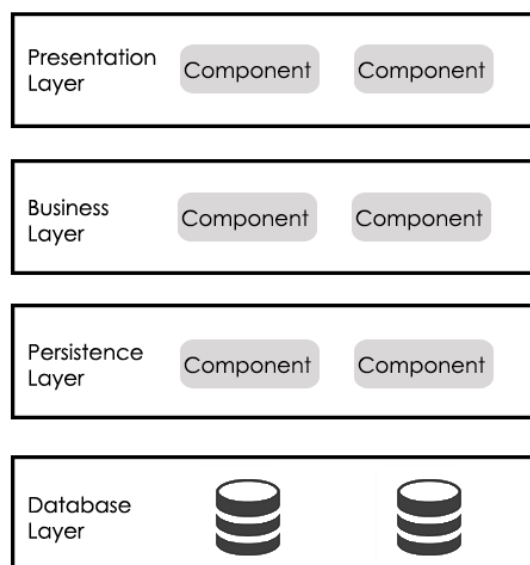 Presentation
Layer
Component
Component
Business
Layer
Component
Component
Persistence
Layer
Component
Component
Database
Layer